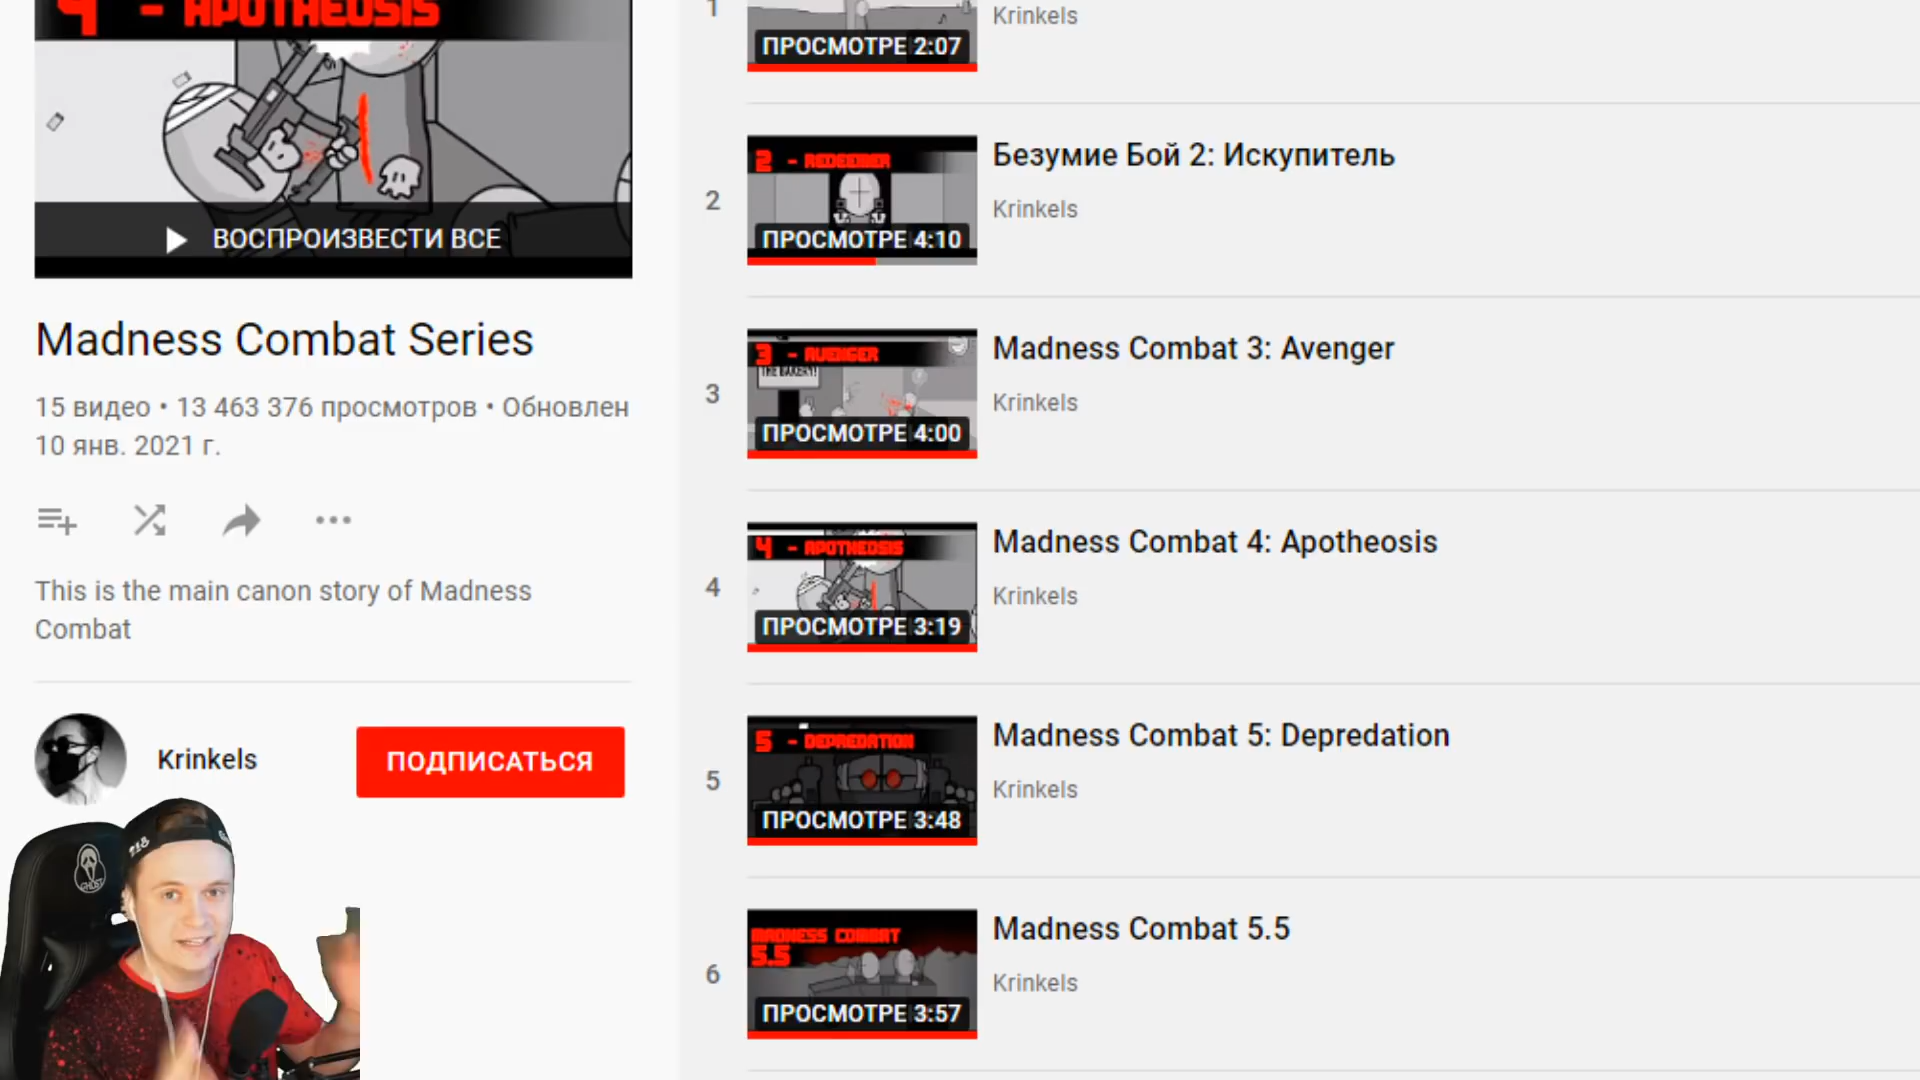 4 - APOTHEOSIS
ВОСПРОИЗВЕСТИ ВСЕ
Madness Combat Series
15 видео • 13 463 376 просмотров • Обновлен
10 янв. 2021 г.
This is the main canon story of Madness
Combat
Krinkels
ПОДПИСАТЬСЯ
GHOST
1
ПРОСМОТРЕ 2:07
Krinkels
2
2 - REDEEMER
ПРОСМОТРЕ 4:10
Безумие Бой 2: Искупитель
Krinkels
3
3 - AVENGER
THE BAKERY!
ПРОСМОТРЕ 4:00
Madness Combat 3: Avenger
Krinkels
4
4 - APOTHEOSIS
ПРОСМОТРЕ 3:19
Madness Combat 4: Apotheosis
Krinkels
5
5 - DEPREDATION
ПРОСМОТРЕ 3:48
Madness Combat 5: Depredation
Krinkels
6
MADNESS COMBAT
5.5
ПРОСМОТРЕ 3:57
Madness Combat 5.5
Krinkels